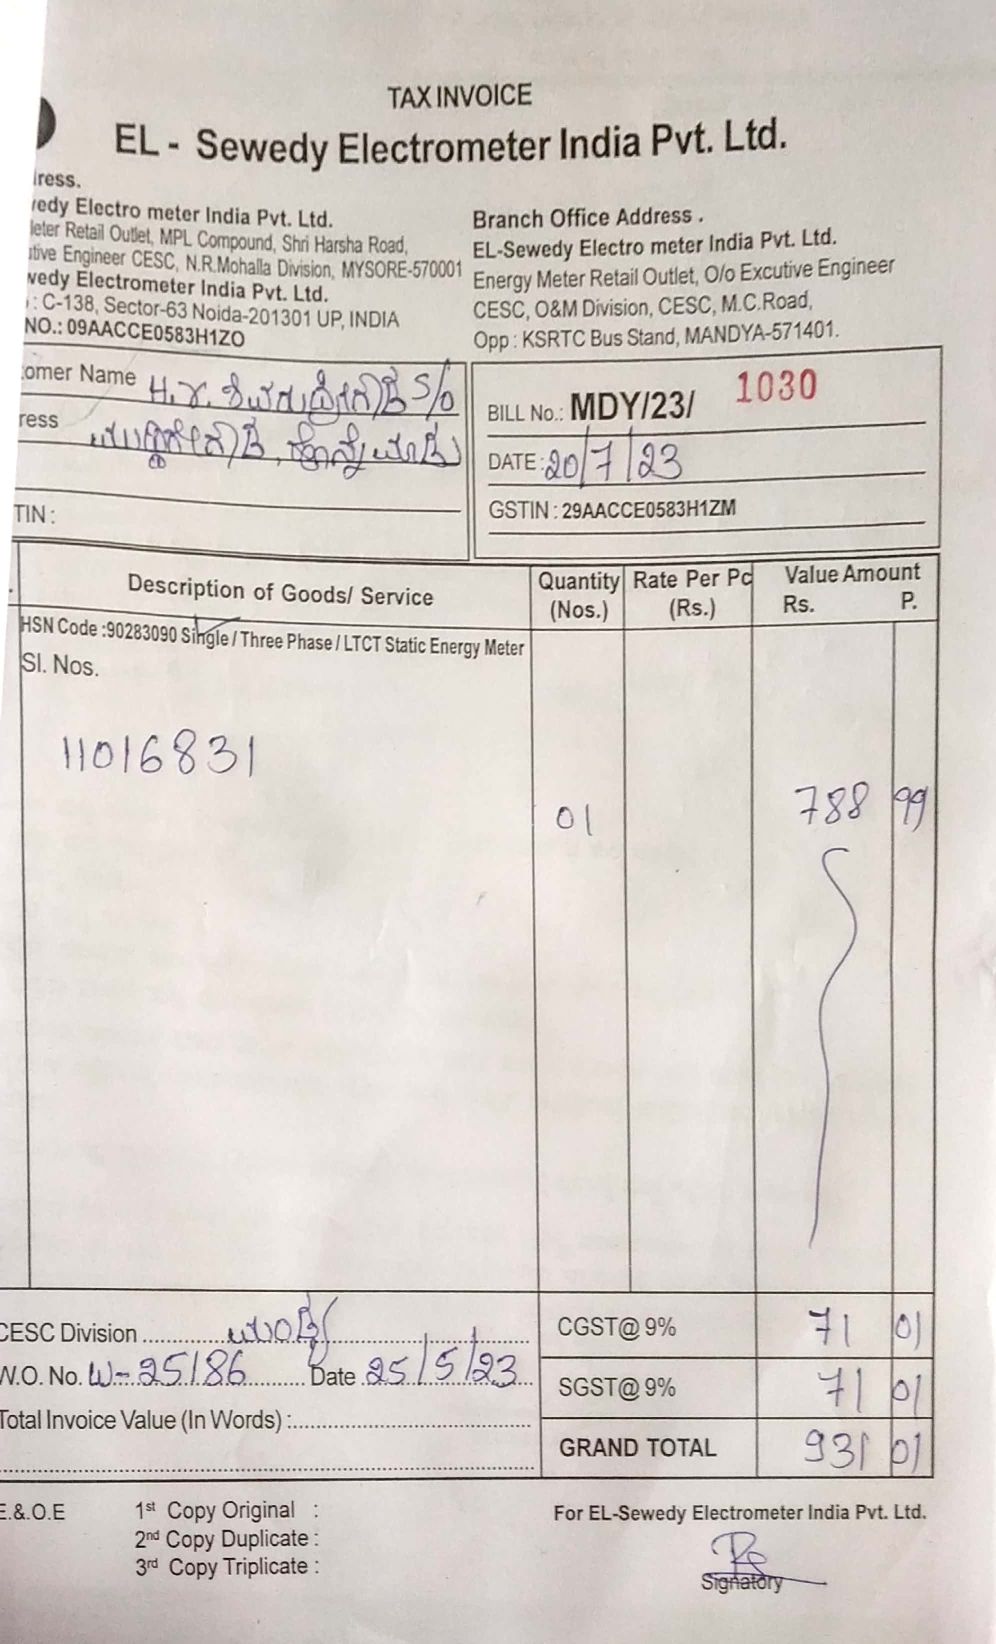 TAX INVOICE
EL - Sewedy Electrometer India Pvt. Ltd.
ress.
edy Electro meter India Pvt. Ltd.
eter Retail Outlet, MPL Compound, Shri Harsha Road,
utive Engineer CESC, N.R.Mohalla Division, MYSORE-570001
wedy Electrometer India Pvt. Ltd.
: C-138, Sector-63 Noida-201301 UP, INDIA
NO.: 09AACCE0583H1ZO
Branch Office Address .
EL-Sewedy Electro meter India Pvt. Ltd.
Energy Meter Retail Outlet, O/o Excutive Engineer
CESC, O&M Division, CESC, M.C.Road,
Opp : KSRTC Bus Stand, MANDYA-571401.
omer Name S/o
ress
TIN :
BILL No.: MDY/23/ 1030
DATE : 20/7/23
GSTIN : 29AACCE0583H1ZM
Description of Goods/ Service Quantity (Nos.) Rate Per Pc (Rs.) Value Amount Rs. P.
HSN Code :90283090 Single / Three Phase / LTCT Static Energy Meter
Sl. Nos.
11016831
01 788 99
CESC Division ............ ಮಂಡ್ಯ
W.O. No. W-25186 Date 25/5/23
Total Invoice Value (In Words) :
CGST@ 9% 71 01
SGST@ 9% 71 01
GRAND TOTAL 931 01
E.&.O.E
1st Copy Original :
2nd Copy Duplicate :
3rd Copy Triplicate :
For EL-Sewedy Electrometer India Pvt. Ltd.
Signatory